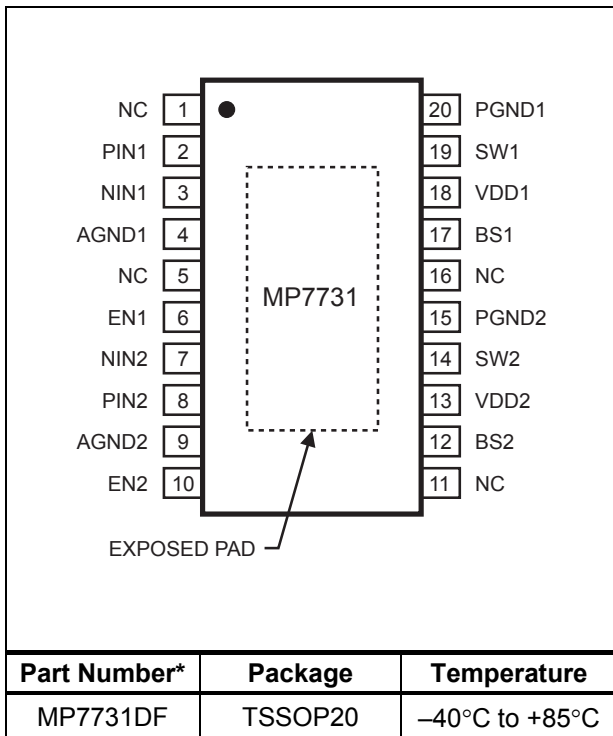 NC 1 20 PGND1
PIN1 2 19 SW1
NIN1 3 18 VDD1
AGND1 4 17 BS1
NC 5 16 NC
MP7731
EN1 6 15 PGND2
NIN2 7 14 SW2
PIN2 8 13 VDD2
AGND2 9 12 BS2
EN2 10 11 NC
EXPOSED PAD
Part Number* Package Temperature
MP7731DF TSSOP20 –40°C to +85°C